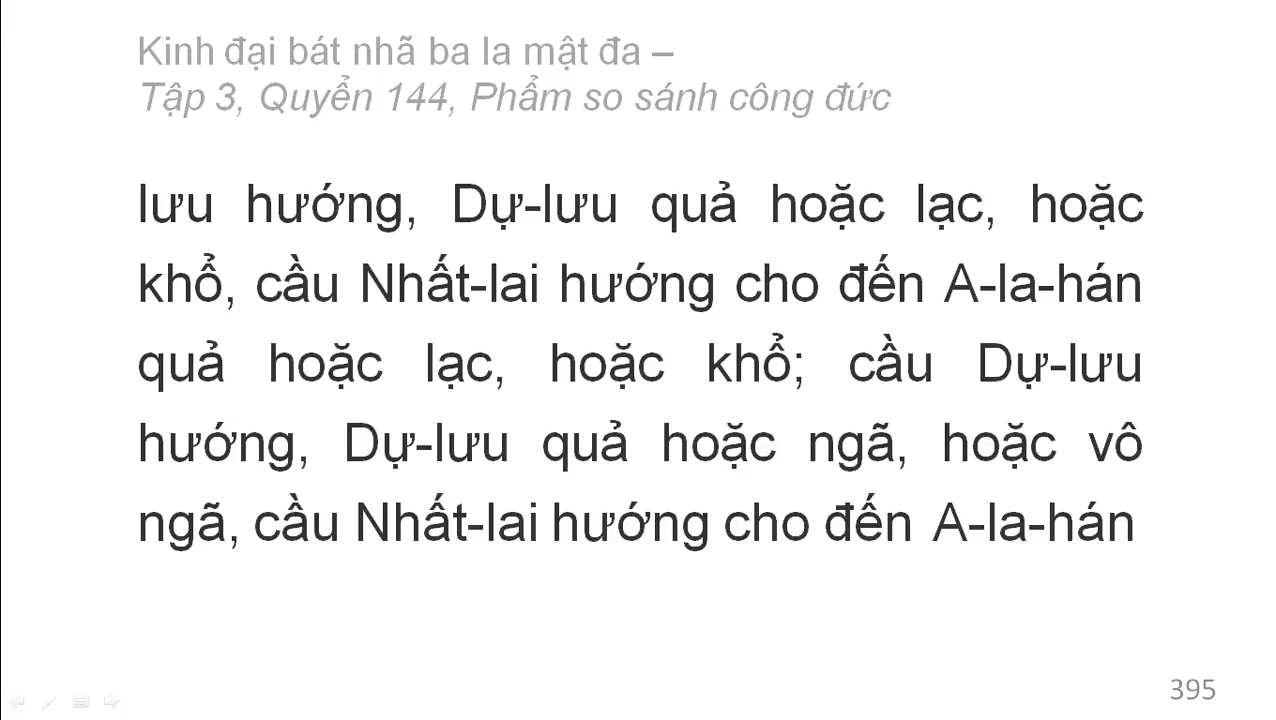 Kinh đại bát nhã ba la mật đa –
Tập 3, Quyển 144, Phẩm so sánh công đức
lưu hướng, Dự-lưu quả hoặc lạc, hoặc
khổ, cầu Nhất-lai hướng cho đến A-la-hán
quả hoặc lạc, hoặc khổ; cầu Dự-lưu
hướng, Dự-lưu quả hoặc ngã, hoặc vô
ngã, cầu Nhất-lai hướng cho đến A-la-hán
395